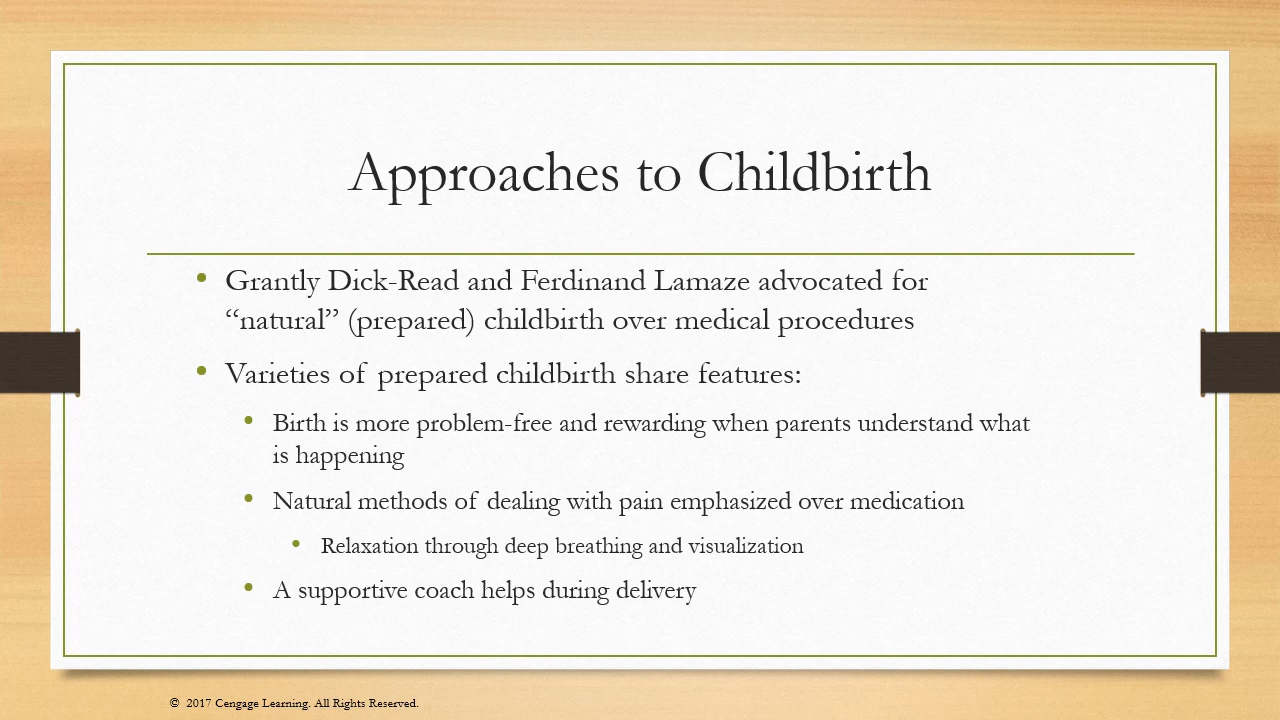 Approaches to Childbirth
• Grantly Dick-Read and Ferdinand Lamaze advocated for
“natural” (prepared) childbirth over medical procedures
• Varieties of prepared childbirth share features:
• Birth is more problem-free and rewarding when parents understand what
is happening
• Natural methods of dealing with pain emphasized over medication
• Relaxation through deep breathing and visualization
• A supportive coach helps during delivery
© 2017 Cengage Learning. All Rights Reserved.